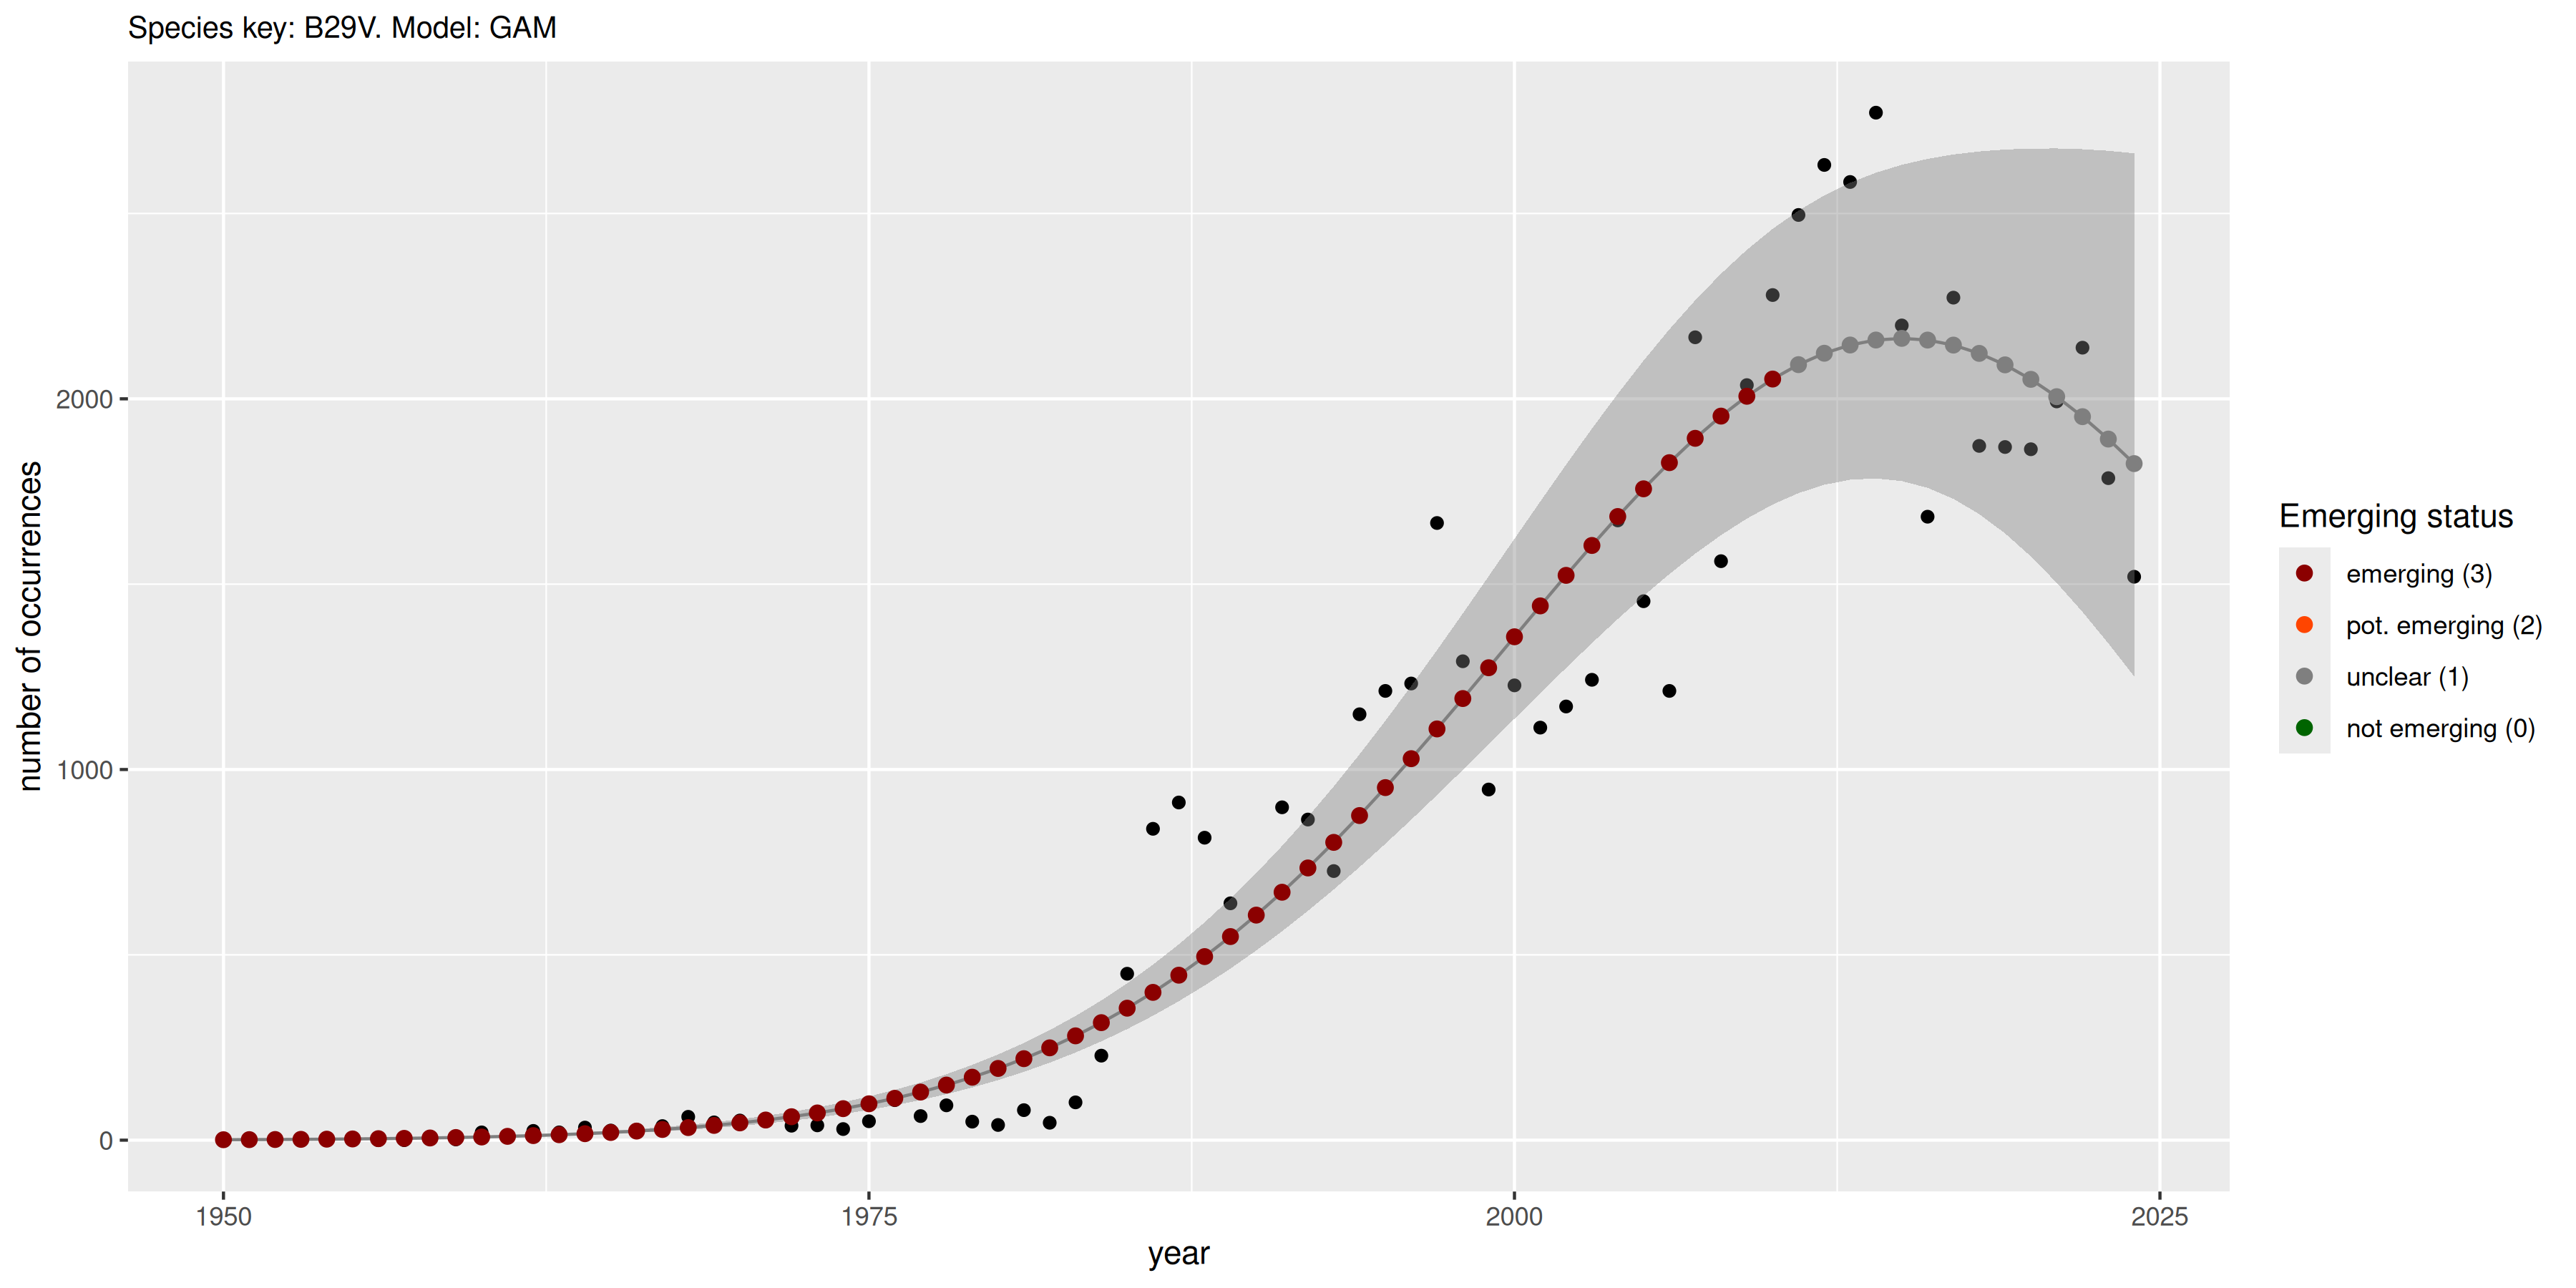 Species key: B29V. Model: GAM
number of occurrences
2000
1000
0
1950
1975
2000
2025
year
Emerging status
emerging (3)
pot. emerging (2)
unclear (1)
not emerging (0)